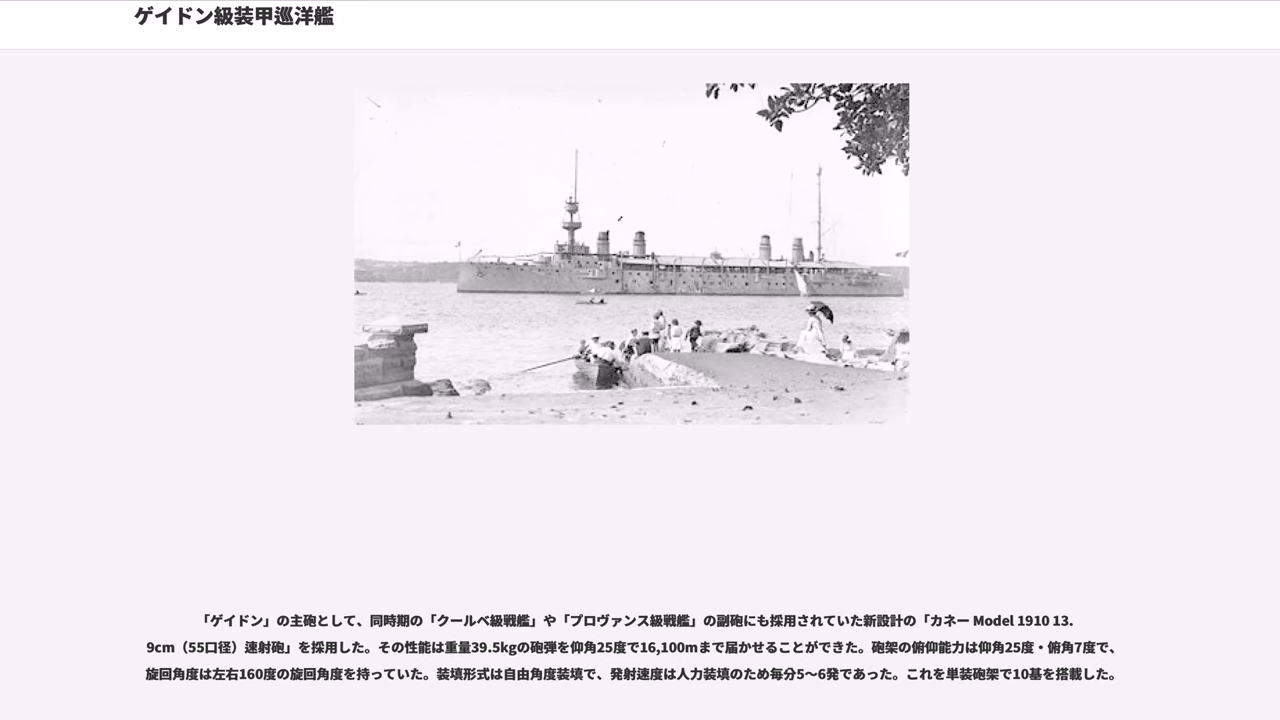 ゲイドン級装甲巡洋艦
「ゲイドン」の主砲として、同時期の「クールベ級戦艦」や「プロヴァンス級戦艦」の副砲にも採用されていた新設計の「カネー Model 1910 13.
9cm（55口径）速射砲」を採用した。その性能は重量39.5kgの砲弾を仰角25度で16,100mまで届かせることができた。砲架の俯仰能力は仰角25度・俯角7度で、
旋回角度は左右160度の旋回角度を持っていた。装填形式は自由角度装填で、発射速度は人力装填のため毎分5～6発であった。これを単装砲架で10基を搭載した。